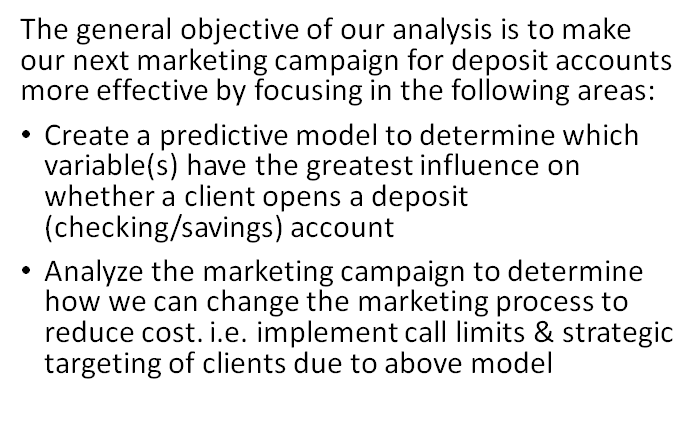 The general objective of our analysis is to make
our next marketing campaign for deposit accounts
more effective by focusing in the following areas:
• Create a predictive model to determine which
variable(s) have the greatest influence on
whether a client opens a deposit
(checking/savings) account
• Analyze the marketing campaign to determine
how we can change the marketing process to
reduce cost. i.e. implement call limits & strategic
targeting of clients due to above model